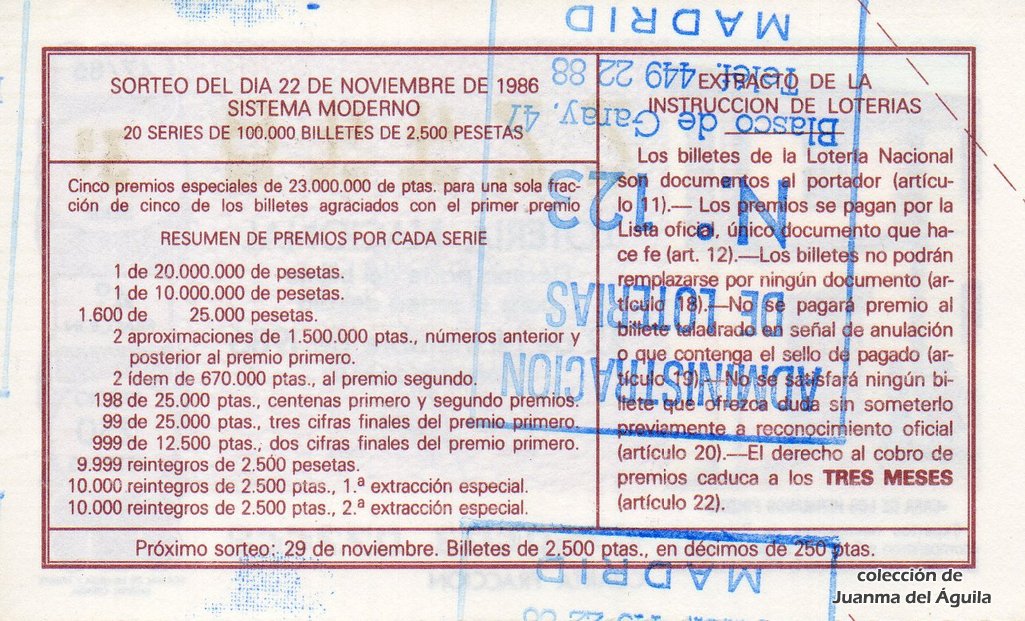 SORTEO DEL DIA 22 DE NOVIEMBRE DE 1986
SISTEMA MODERNO
20 SERIES DE 100.000 BILLETES DE 2.500 PESETAS
Cinco premios especiales de 23.000.000 de ptas. para una sola frac-
ción de cinco de los billetes agraciados con el primer premio
RESUMEN DE PREMIOS POR CADA SERIE
1 de 20.000.000 de pesetas.
1 de 10.000.000 de pesetas.
1.600 de 25.000 pesetas.
2 aproximaciones de 1.500.000 ptas., números anterior y
posterior al premio primero.
2 ídem de 670.000 ptas., al premio segundo.
198 de 25.000 ptas., centenas primero y segundo premios.
99 de 25.000 ptas., tres cifras finales del premio primero.
999 de 12.500 ptas., dos cifras finales del premio primero.
9.999 reintegros de 2.500 pesetas.
10.000 reintegros de 2.500 ptas., 1.ª extracción especial.
10.000 reintegros de 2.500 ptas., 2.ª extracción especial.
EXTRACTO DE LA
INSTRUCCION DE LOTERIAS
Los billetes de la Lotería Nacional
son documentos al portador (artícu-
lo 11).— Los premios se pagan por la
Lista oficial, único documento que ha-
ce fe (art. 12).—Los billetes no podrán
remplazarse por ningún documento (ar-
tículo 18).—No se pagará premio al
billete taladrado en señal de anulación
o que contenga el sello de pagado (ar-
tículo 19).—No se satisfará ningún bi-
llete que ofrezca duda sin someterlo
previamente a reconocimiento oficial
(artículo 20).—El derecho al cobro de
premios caduca a los TRES MESES
(artículo 22).
Próximo sorteo: 29 de noviembre. Billetes de 2.500 ptas., en décimos de 250 ptas.
ADMINISTRACION
DE LOTERIAS
N.º 123
Blasco de Garay, 47
Telef. 449 22 88
MADRID
MADRID
colección de
Juanma del Águila